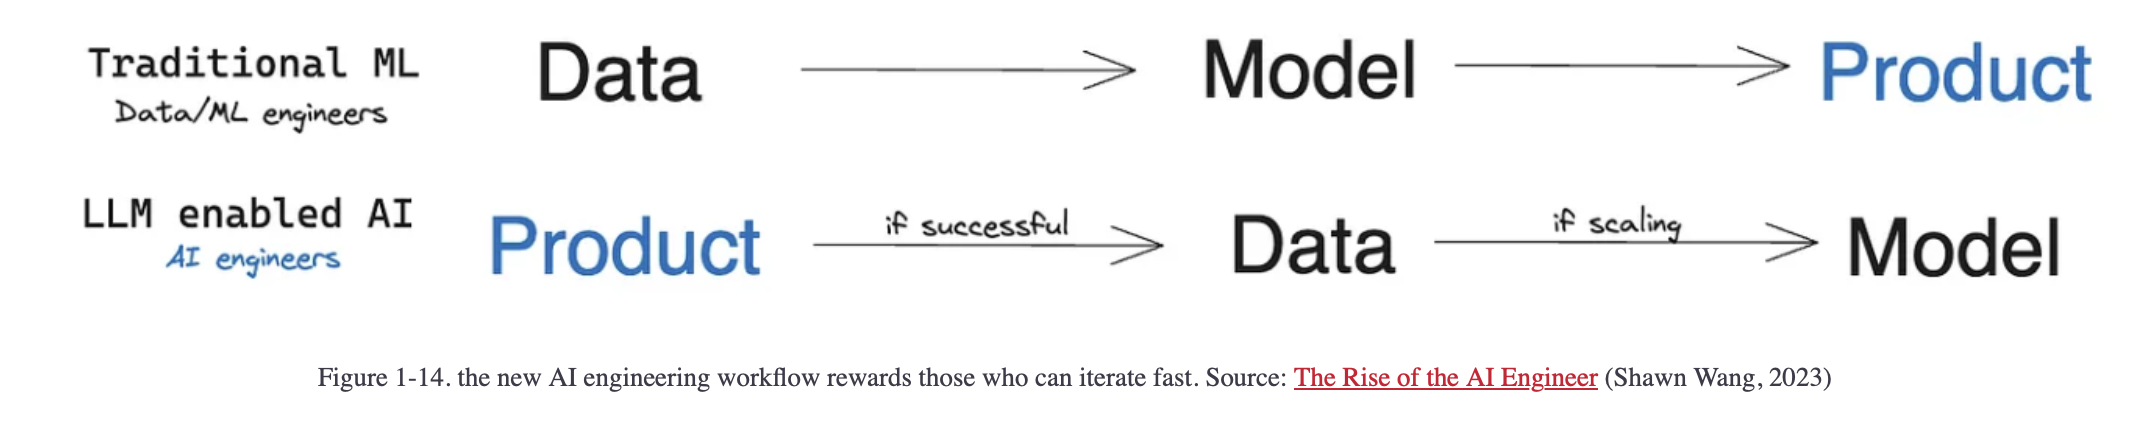 Traditional ML
Data/ML engineers
Data
Model
Product
LLM enabled AI
AI engineers
Product
if successful
Data
if scaling
Model
Figure 1-14. the new AI engineering workflow rewards those who can iterate fast. Source: The Rise of the AI Engineer (Shawn Wang, 2023)